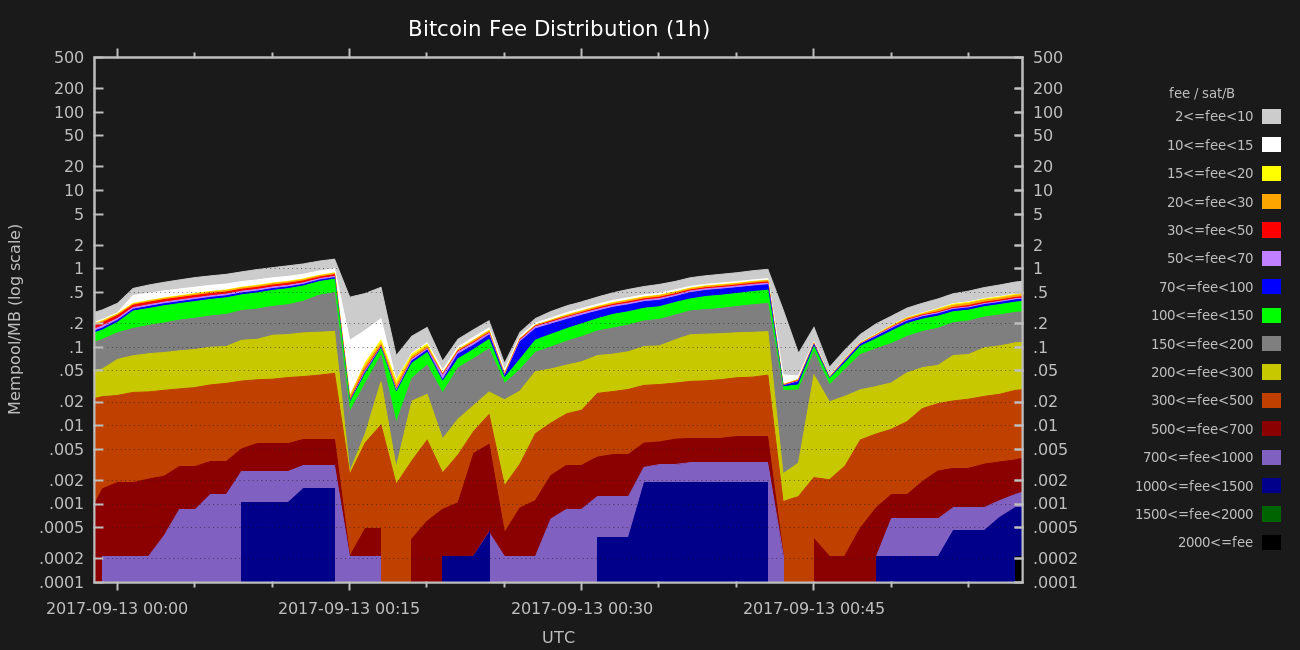 Bitcoin Fee Distribution (1h)
500 500
200 200
100 100
50 50
20 20
10 10
5 5
2 2
1 1
.5 .5
.2 .2
.1 .1
.05 .05
.02 .02
.01 .01
.005 .005
.002 .002
.001 .001
.0005 .0005
.0002 .0002
.0001 .0001
Mempool/MB (log scale)
2017-09-13 00:00 2017-09-13 00:15 2017-09-13 00:30 2017-09-13 00:45
UTC
fee / sat/B
2<=fee<10
10<=fee<15
15<=fee<20
20<=fee<30
30<=fee<50
50<=fee<70
70<=fee<100
100<=fee<150
150<=fee<200
200<=fee<300
300<=fee<500
500<=fee<700
700<=fee<1000
1000<=fee<1500
1500<=fee<2000
2000<=fee